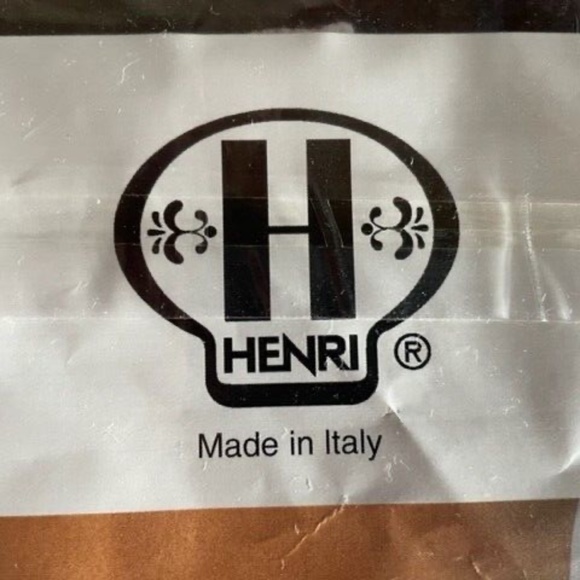 H
HENRI ®
Made in Italy